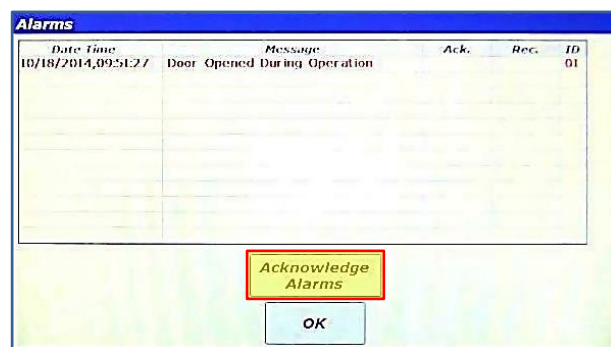 Alarms
Date Time Message Ack. Rec. ID
10/18/2014,09:51:27 Door Opened During Operation 01
Acknowledge
Alarms
OK